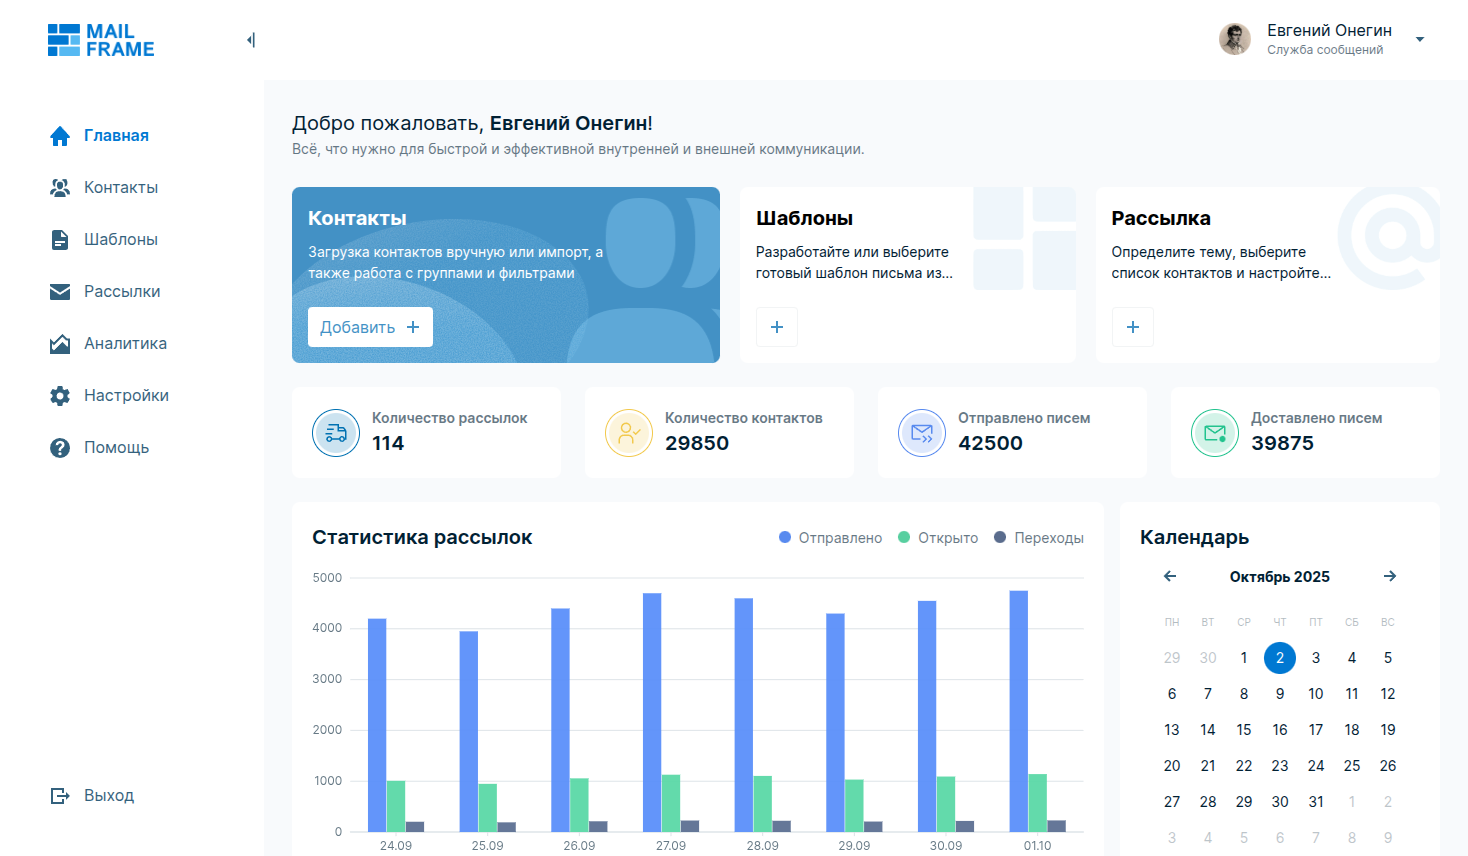 MAIL
FRAME
Евгений Онегин
Служба сообщений
Главная
Контакты
Шаблоны
Рассылки
Аналитика
Настройки
Помощь
Выход
Добро пожаловать, Евгений Онегин!
Всё, что нужно для быстрой и эффективной внутренней и внешней коммуникации.
Контакты
Загрузка контактов вручную или импорт, а
также работа с группами и фильтрами
Добавить +
Шаблоны
Разработайте или выберите
готовый шаблон письма из...
+
Рассылка
Определите тему, выберите
список контактов и настройте...
+
Количество рассылок
114
Количество контактов
29850
Отправлено писем
42500
Доставлено писем
39875
Статистика рассылок
Отправлено Открыто Переходы
5000
4000
3000
2000
1000
0
24.09 25.09 26.09 27.09 28.09 29.09 30.09 01.10
Календарь
Октябрь 2025
ПН ВТ СР ЧТ ПТ СБ ВС
29 30 1 2 3 4 5
6 7 8 9 10 11 12
13 14 15 16 17 18 19
20 21 22 23 24 25 26
27 28 29 30 31 1 2
3 4 5 6 7 8 9